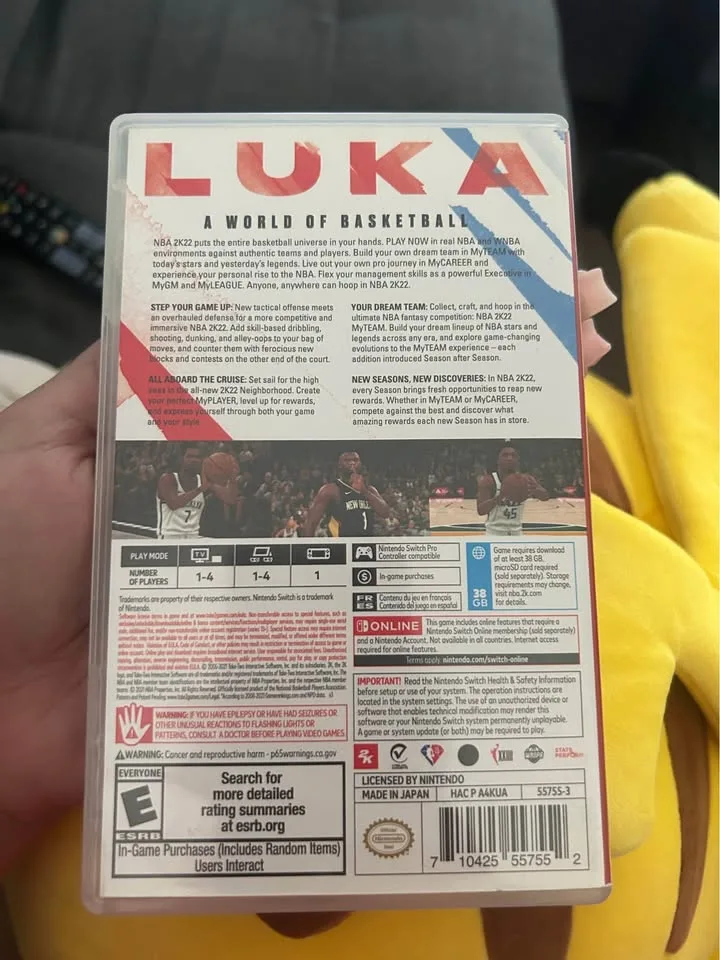 LUKA
A WORLD OF BASKETBALL
NBA 2K22 puts the entire basketball universe in your hands. PLAY NOW in real NBA and WNBA
environments against authentic teams and players. Build your own dream team in MyTEAM with
today's stars and yesterday's legends. Live out your own pro journey in MyCAREER and
experience your personal rise to the NBA. Flex your management skills as a powerful Executive in
MyGM and MyLEAGUE. Anyone, anywhere can hoop in NBA 2K22.
STEP YOUR GAME UP: New tactical offense meets
an overhauled defense for a more competitive and
immersive NBA 2K22. Add skill-based dribbling,
shooting, dunking, and alley-oops to your bag of
moves, and counter them with ferocious new
blocks and contests on the other end of the court.
ALL ABOARD THE CRUISE: Set sail for the high
seas in the all-new 2K22 Neighborhood. Create
your perfect MyPLAYER, level up for rewards,
and express yourself through both your game
and your style.
YOUR DREAM TEAM: Collect, craft, and hoop in the
ultimate NBA fantasy competition: NBA 2K22
MyTEAM. Build your dream lineup of NBA stars and
legends across any era, and explore game-changing
evolutions to the MyTEAM experience – each
addition introduced Season after Season.
NEW SEASONS, NEW DISCOVERIES: In NBA 2K22,
every Season brings fresh opportunities to reap new
rewards. Whether in MyTEAM or MyCAREER,
compete against the best and discover what
amazing rewards each new Season has in store.
7
NEW ORL
1
45
PLAY MODE
TV
NUMBER
OF PLAYERS
1-4
1-4
1
Nintendo Switch Pro
Controller compatible
In-game purchases
FR
ES
Contenu du jeu en français
Contenido del juego en español
38
GB
Game requires download
of at least 38 GB.
microSD card required
(sold separately). Storage
requirements may change,
visit nba.2k.com
for details.
Trademarks are property of their respective owners. Nintendo Switch is a trademark
of Nintendo.
ONLINE
This game includes online features that require a
Nintendo Switch Online membership (sold separately)
and a Nintendo Account. Not available in all countries. Internet access
required for online features.
Terms apply. nintendo.com/switch-online
IMPORTANT! Read the Nintendo Switch Health & Safety Information
before setup or use of your system. The operation instructions are
located in the system settings. The use of an unauthorized device or
software that enables technical modification may render this
software or your Nintendo Switch system permanently unplayable.
A game or system update (or both) may be required to play.
WARNING: IF YOU HAVE EPILEPSY OR HAVE HAD SEIZURES OR
OTHER UNUSUAL REACTIONS TO FLASHING LIGHTS OR
PATTERNS, CONSULT A DOCTOR BEFORE PLAYING VIDEO GAMES.
WARNING: Cancer and reproductive harm - p65warnings.ca.gov
2K
STATS
PERFORM
EVERYONE
E
ESRB
Search for
more detailed
rating summaries
at esrb.org
In-Game Purchases (Includes Random Items)
Users Interact
LICENSED BY NINTENDO
MADE IN JAPAN
HAC P A4KUA
55755-3
Official
Nintendo
Seal
7 10425 55755 2